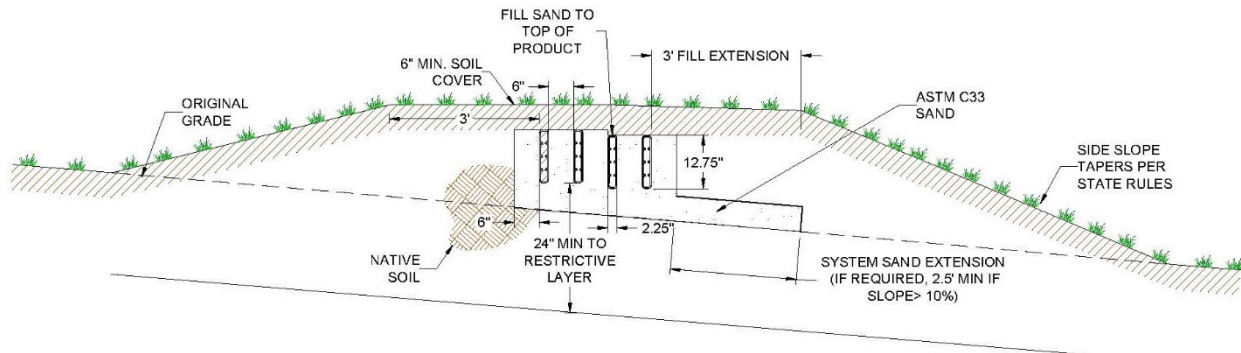 FILL SAND TO
TOP OF
PRODUCT
3' FILL EXTENSION
6" MIN. SOIL
COVER
6"
ORIGINAL
GRADE
ASTM C33
SAND
3'
12.75"
SIDE SLOPE
TAPERS PER
STATE RULES
6"
2.25"
24" MIN TO
RESTRICTIVE
LAYER
NATIVE
SOIL
SYSTEM SAND EXTENSION
(IF REQUIRED, 2.5' MIN IF
SLOPE> 10%)